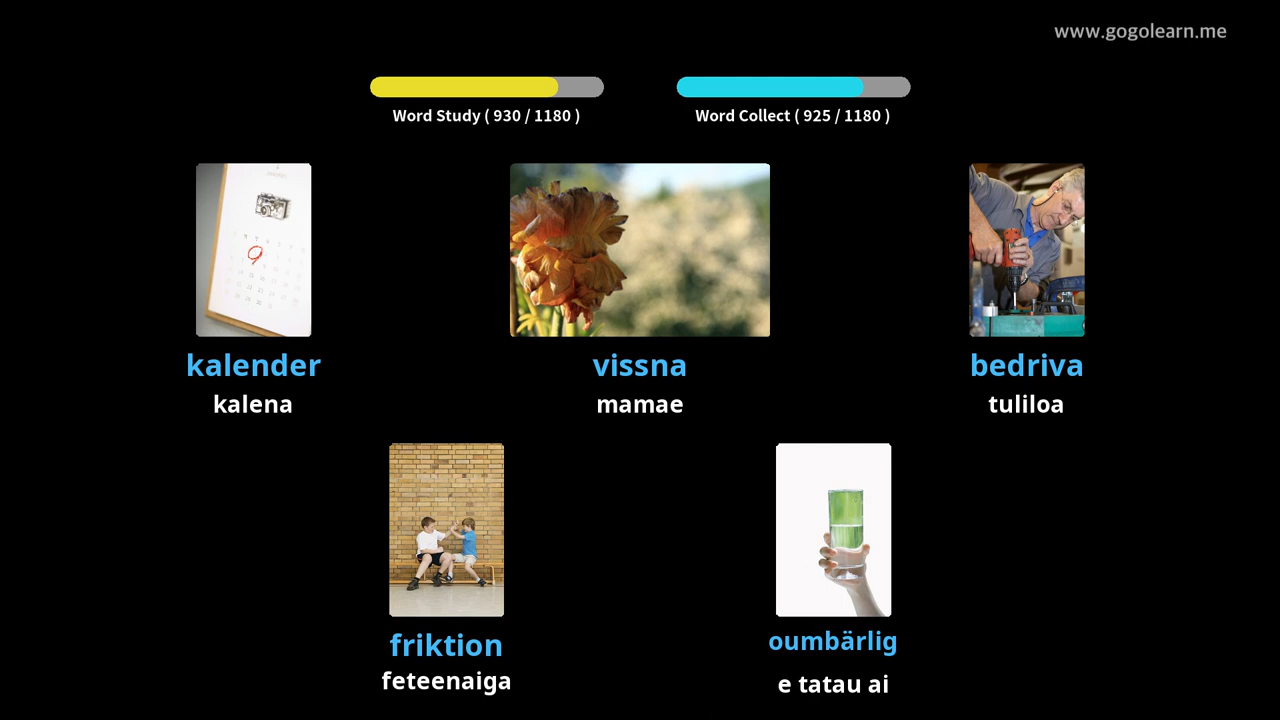 www.gogolearn.me
Word Study ( 930 / 1180 )
Word Collect ( 925 / 1180 )
kalender
kalena
vissna
mamae
bedriva
tuliloa
friktion
feteenaiga
oumbärlig
e tatau ai